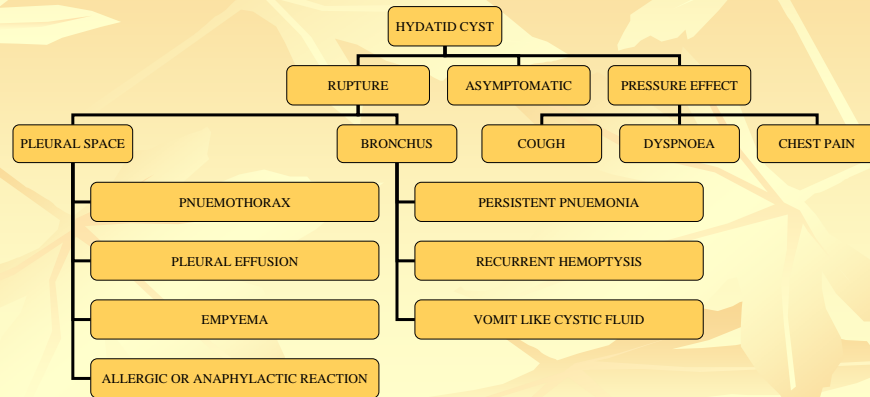 HYDATID CYST
RUPTURE
ASYMPTOMATIC
PRESSURE EFFECT
PLEURAL SPACE
BRONCHUS
COUGH
DYSPNOEA
CHEST PAIN
PNUEMOTHORAX
PERSISTENT PNUEMONIA
PLEURAL EFFUSION
RECURRENT HEMOPTYSIS
EMPYEMA
VOMIT LIKE CYSTIC FLUID
ALLERGIC OR ANAPHYLACTIC REACTION